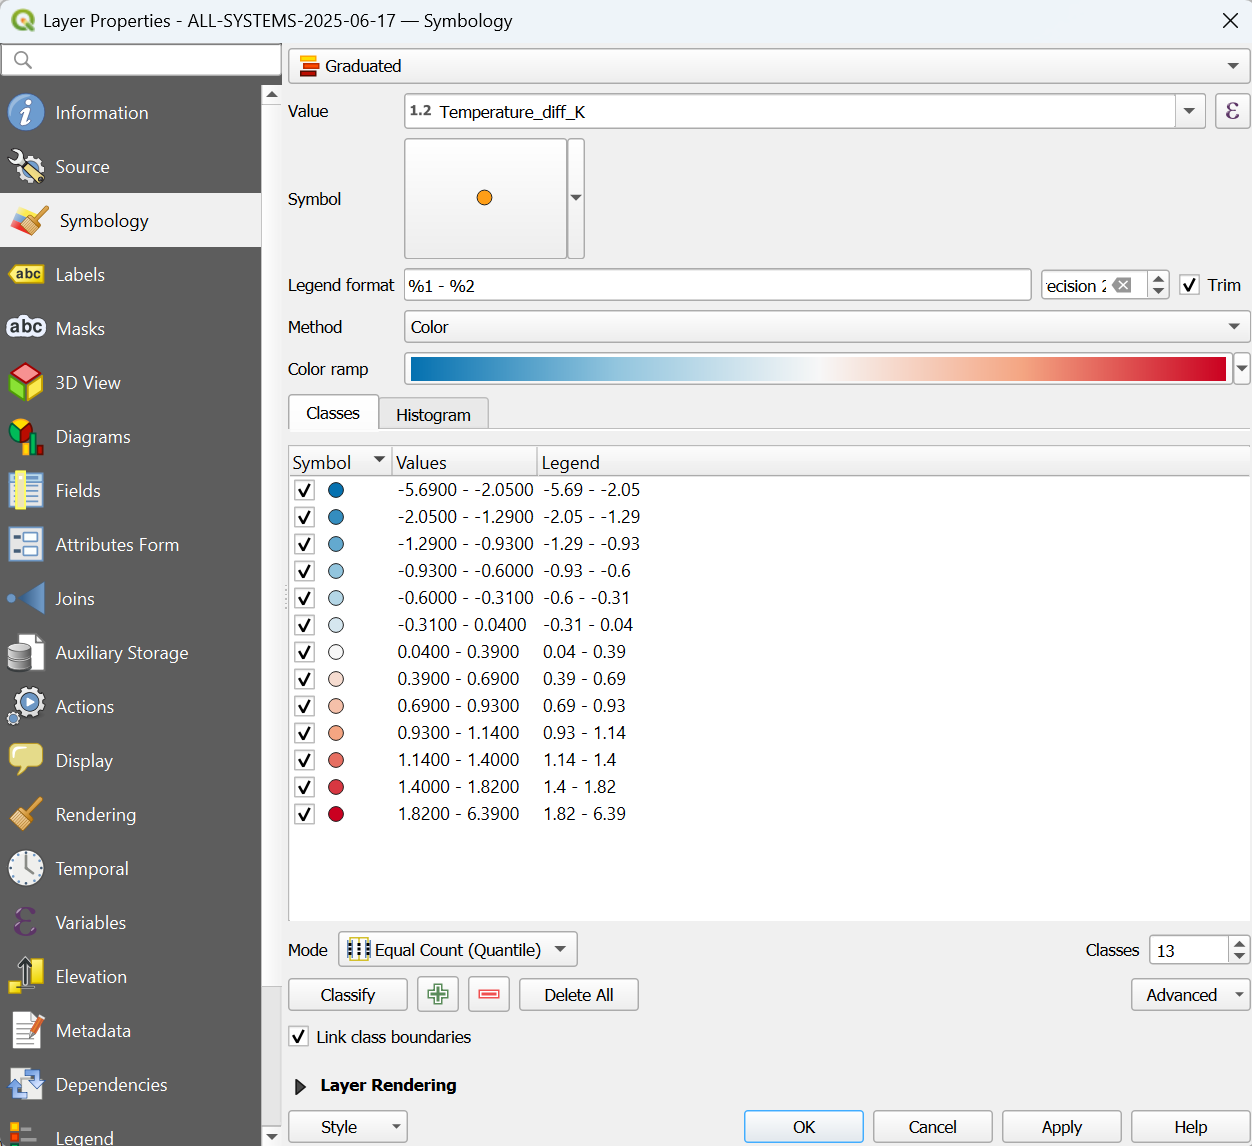 Layer Properties - ALL-SYSTEMS-2025-06-17 — Symbology
Information
Source
Symbology
abc Labels
abc Masks
3D View
Diagrams
Fields
Attributes Form
Joins
Auxiliary Storage
Actions
Display
Rendering
Temporal
Variables
Elevation
Metadata
Dependencies
Legend
Graduated
Value 1.2 Temperature_diff_K ε
Symbol
Legend format %1 - %2 ecision 2 Trim
Method Color
Color ramp
Classes Histogram
Symbol Values Legend
-5.6900 - -2.0500 -5.69 - -2.05
-2.0500 - -1.2900 -2.05 - -1.29
-1.2900 - -0.9300 -1.29 - -0.93
-0.9300 - -0.6000 -0.93 - -0.6
-0.6000 - -0.3100 -0.6 - -0.31
-0.3100 - 0.0400 -0.31 - 0.04
0.0400 - 0.3900 0.04 - 0.39
0.3900 - 0.6900 0.39 - 0.69
0.6900 - 0.9300 0.69 - 0.93
0.9300 - 1.1400 0.93 - 1.14
1.1400 - 1.4000 1.14 - 1.4
1.4000 - 1.8200 1.4 - 1.82
1.8200 - 6.3900 1.82 - 6.39
Mode Equal Count (Quantile) Classes 13
Classify Delete All Advanced
Link class boundaries
Layer Rendering
Style OK Cancel Apply Help